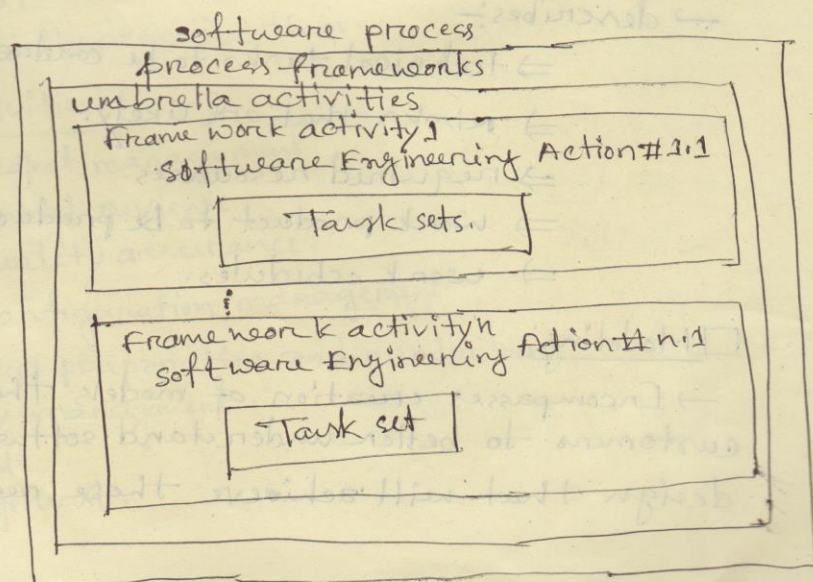 software process
process frameworks
umbrella activities
Frame work activity 1
software Engineering Action # 1.1
Task sets.
Frame work activity n
software Engineering Action # n.1
Task set